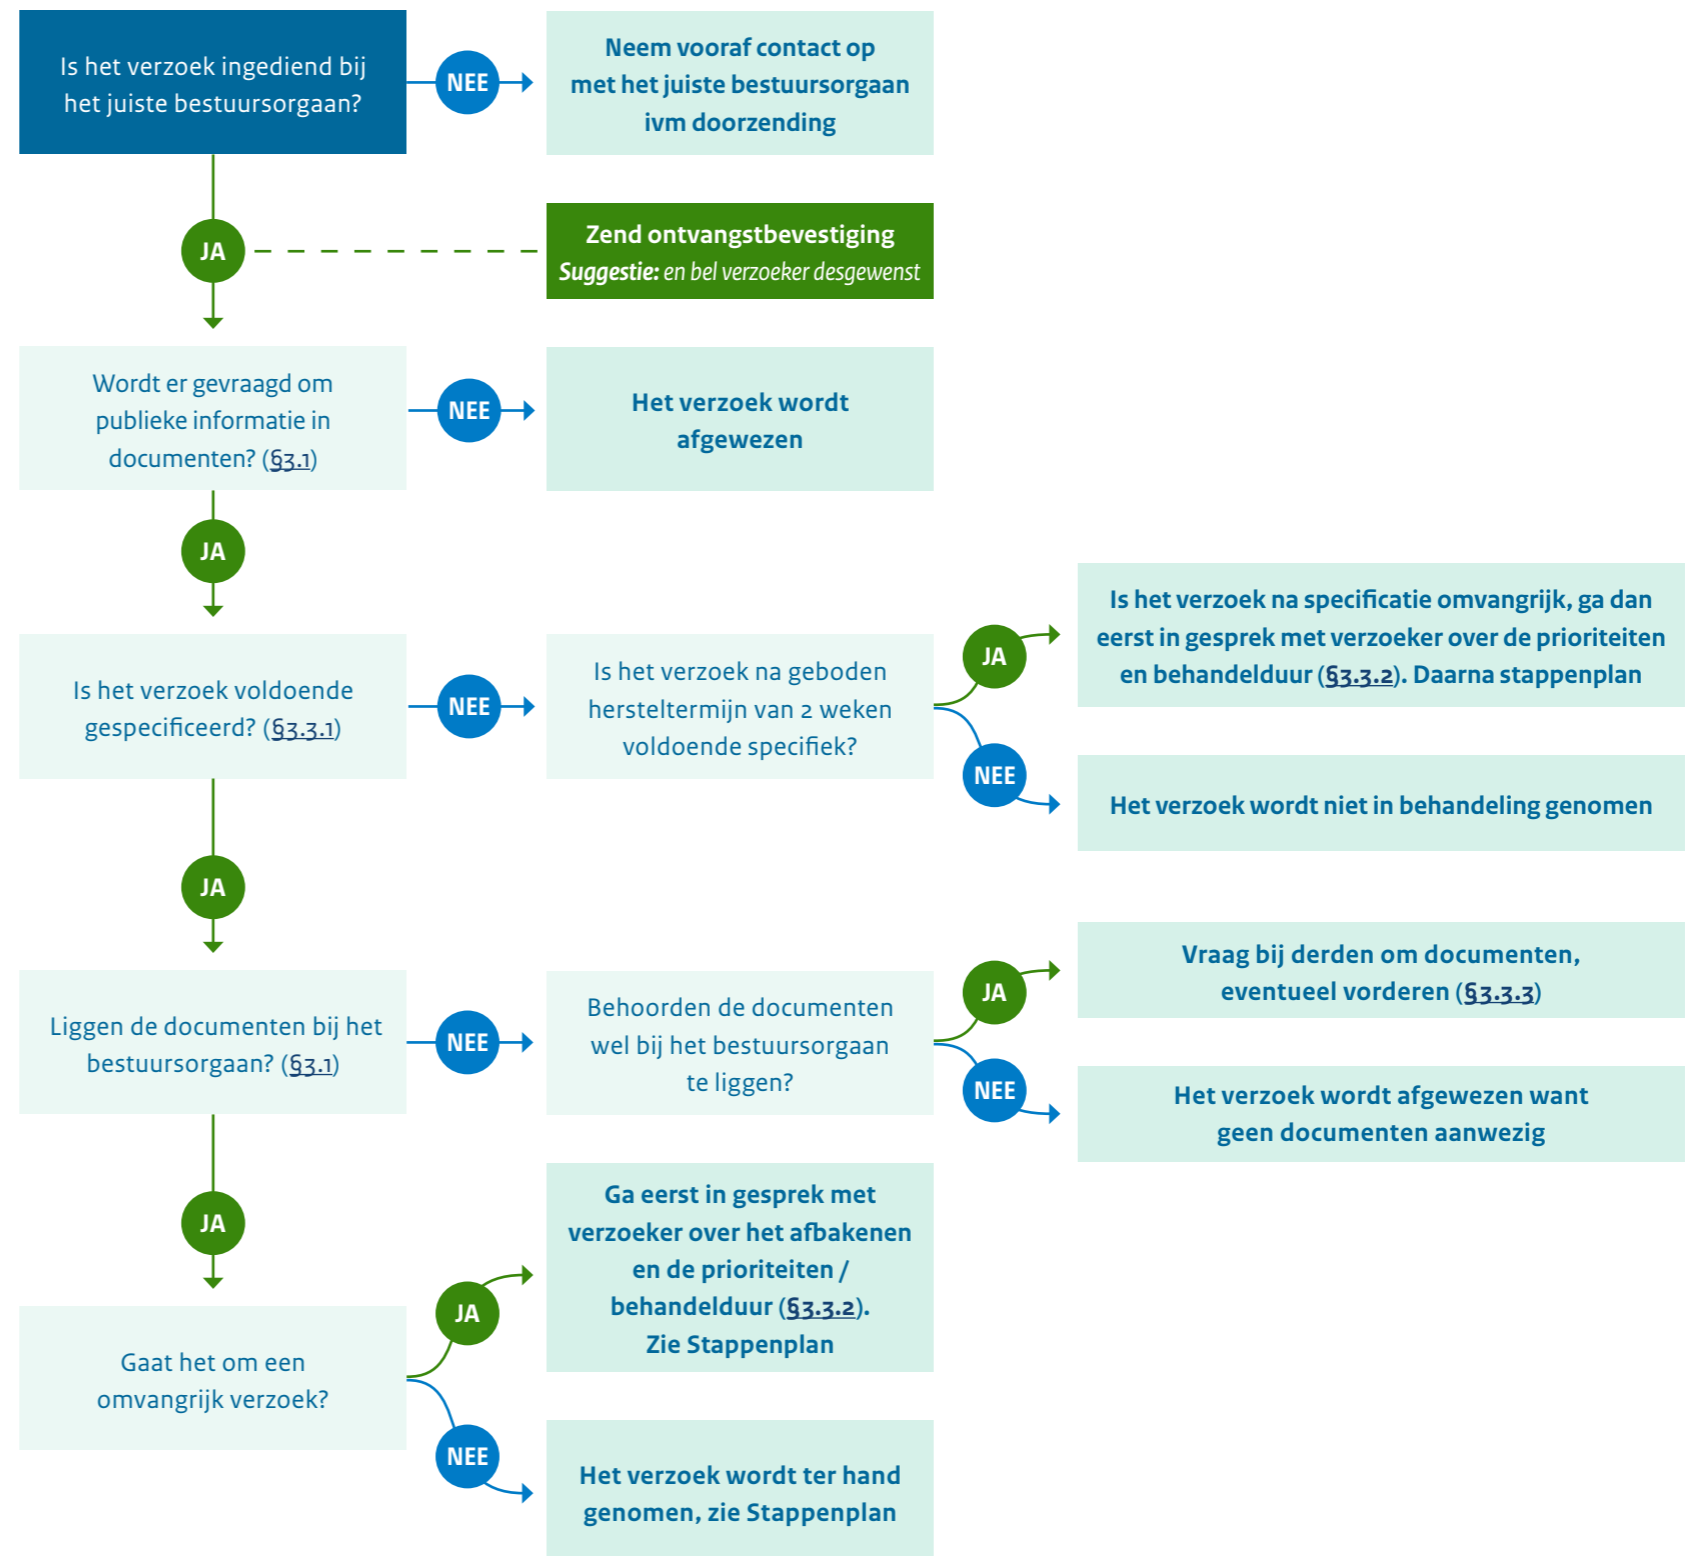 Is het verzoek ingediend bij
het juiste bestuursorgaan?
NEE
Neem vooraf contact op
met het juiste bestuursorgaan
ivm doorzending
JA
Zend ontvangstbevestiging
Suggestie: en bel verzoeker desgewenst
Wordt er gevraagd om
publieke informatie in
documenten? (§3.1)
NEE
Het verzoek wordt
afgewezen
JA
Is het verzoek voldoende
gespecificeerd? (§3.3.1)
NEE
Is het verzoek na geboden
hersteltermijn van 2 weken
voldoende specifiek?
JA
Is het verzoek na specificatie omvangrijk, ga dan
eerst in gesprek met verzoeker over de prioriteiten
en behandelduur (§3.3.2). Daarna stappenplan
NEE
Het verzoek wordt niet in behandeling genomen
JA
Liggen de documenten bij het
bestuursorgaan? (§3.1)
NEE
Behoorden de documenten
wel bij het bestuursorgaan
te liggen?
JA
Vraag bij derden om documenten,
eventueel vorderen (§3.3.3)
NEE
Het verzoek wordt afgewezen want
geen documenten aanwezig
JA
Gaat het om een
omvangrijk verzoek?
JA
Ga eerst in gesprek met
verzoeker over het afbakenen
en de prioriteiten /
behandelduur (§3.3.2).
Zie Stappenplan
NEE
Het verzoek wordt ter hand
genomen, zie Stappenplan